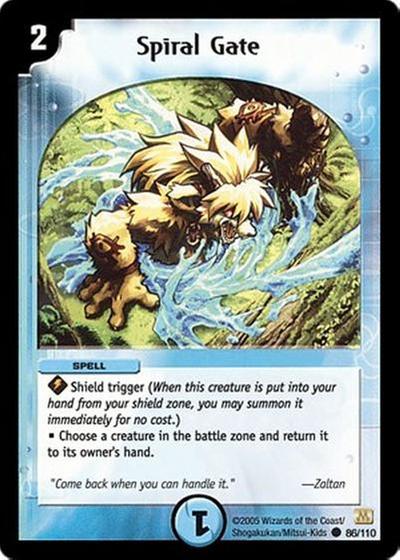 2
Spiral Gate
SPELL
Shield trigger (When this creature is put into your
hand from your shield zone, you may summon it
immediately for no cost.)
▪ Choose a creature in the battle zone and return it
to its owner's hand.
"Come back when you can handle it." —Zaltan
1
©2005 Wizards of the Coast/
Shogakukan/Mitsui-Kids ● 86/110